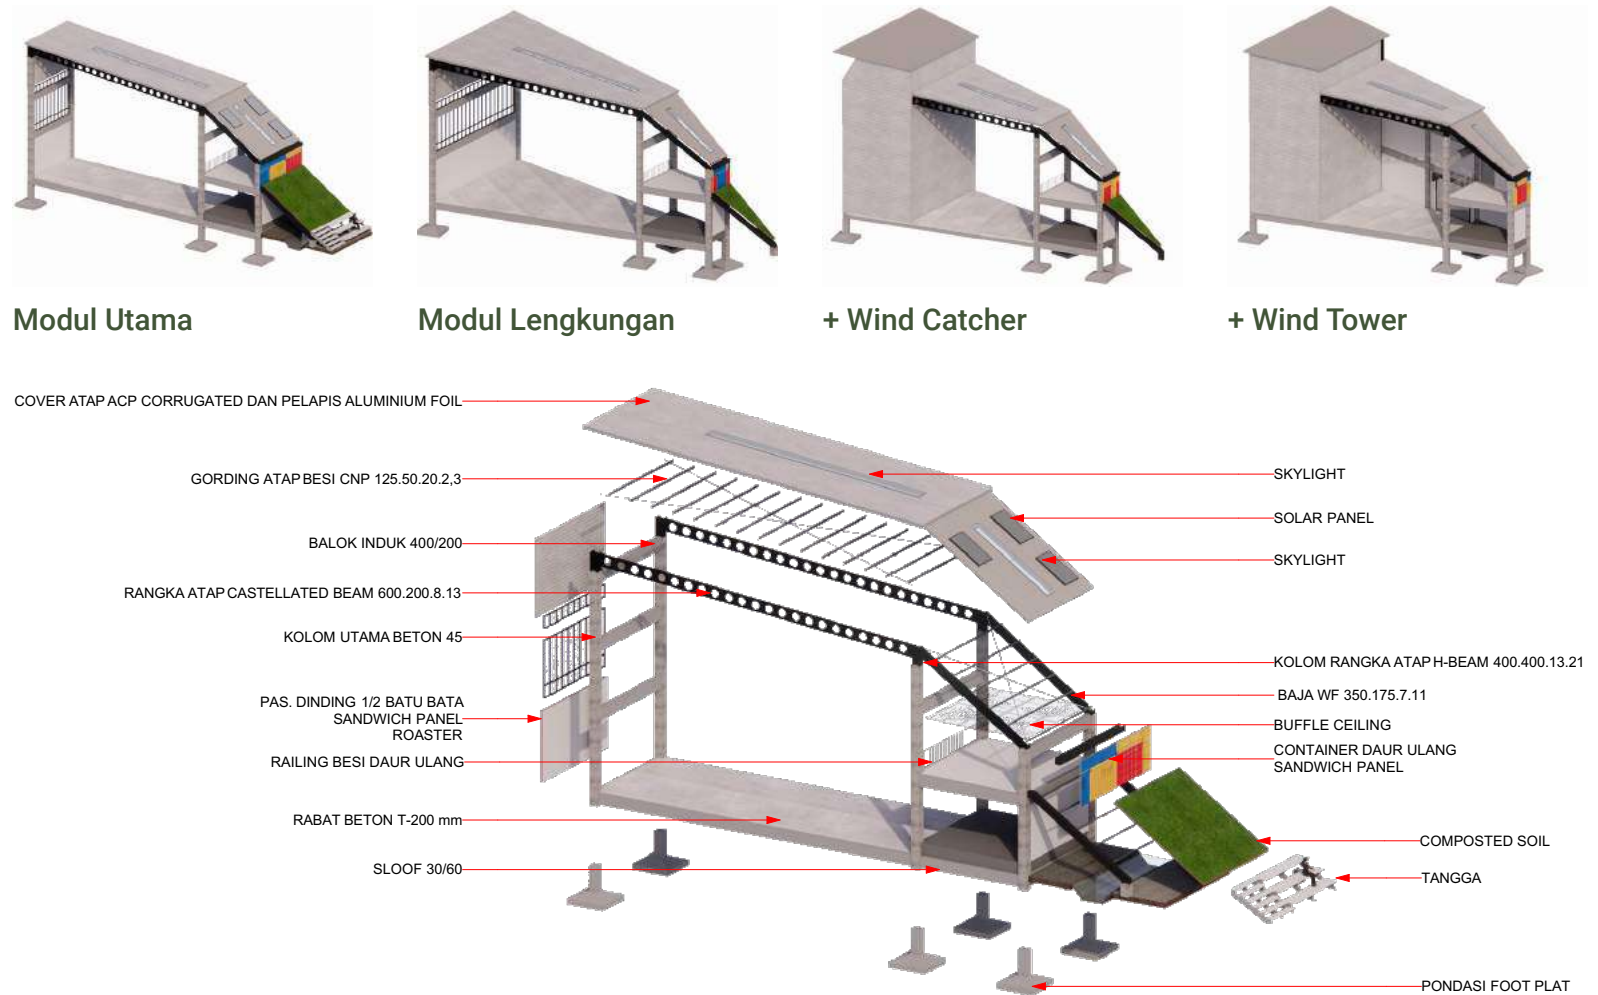 Modul Utama
Modul Lengkungan
+ Wind Catcher
+ Wind Tower
COVER ATAP ACP CORRUGATED DAN PELAPIS ALUMINIUM FOIL
GORDING ATAP BESI CNP 125.50.20.2,3
BALOK INDUK 400/200
RANGKA ATAP CASTELLATED BEAM 600.200.8.13
KOLOM UTAMA BETON 45
PAS. DINDING 1/2 BATU BATA
SANDWICH PANEL
ROASTER
RAILING BESI DAUR ULANG
RABAT BETON T-200 mm
SLOOF 30/60
SKYLIGHT
SOLAR PANEL
SKYLIGHT
KOLOM RANGKA ATAP H-BEAM 400.400.13.21
BAJA WF 350.175.7.11
BUFFLE CEILING
CONTAINER DAUR ULANG
SANDWICH PANEL
COMPOSTED SOIL
TANGGA
PONDASI FOOT PLAT